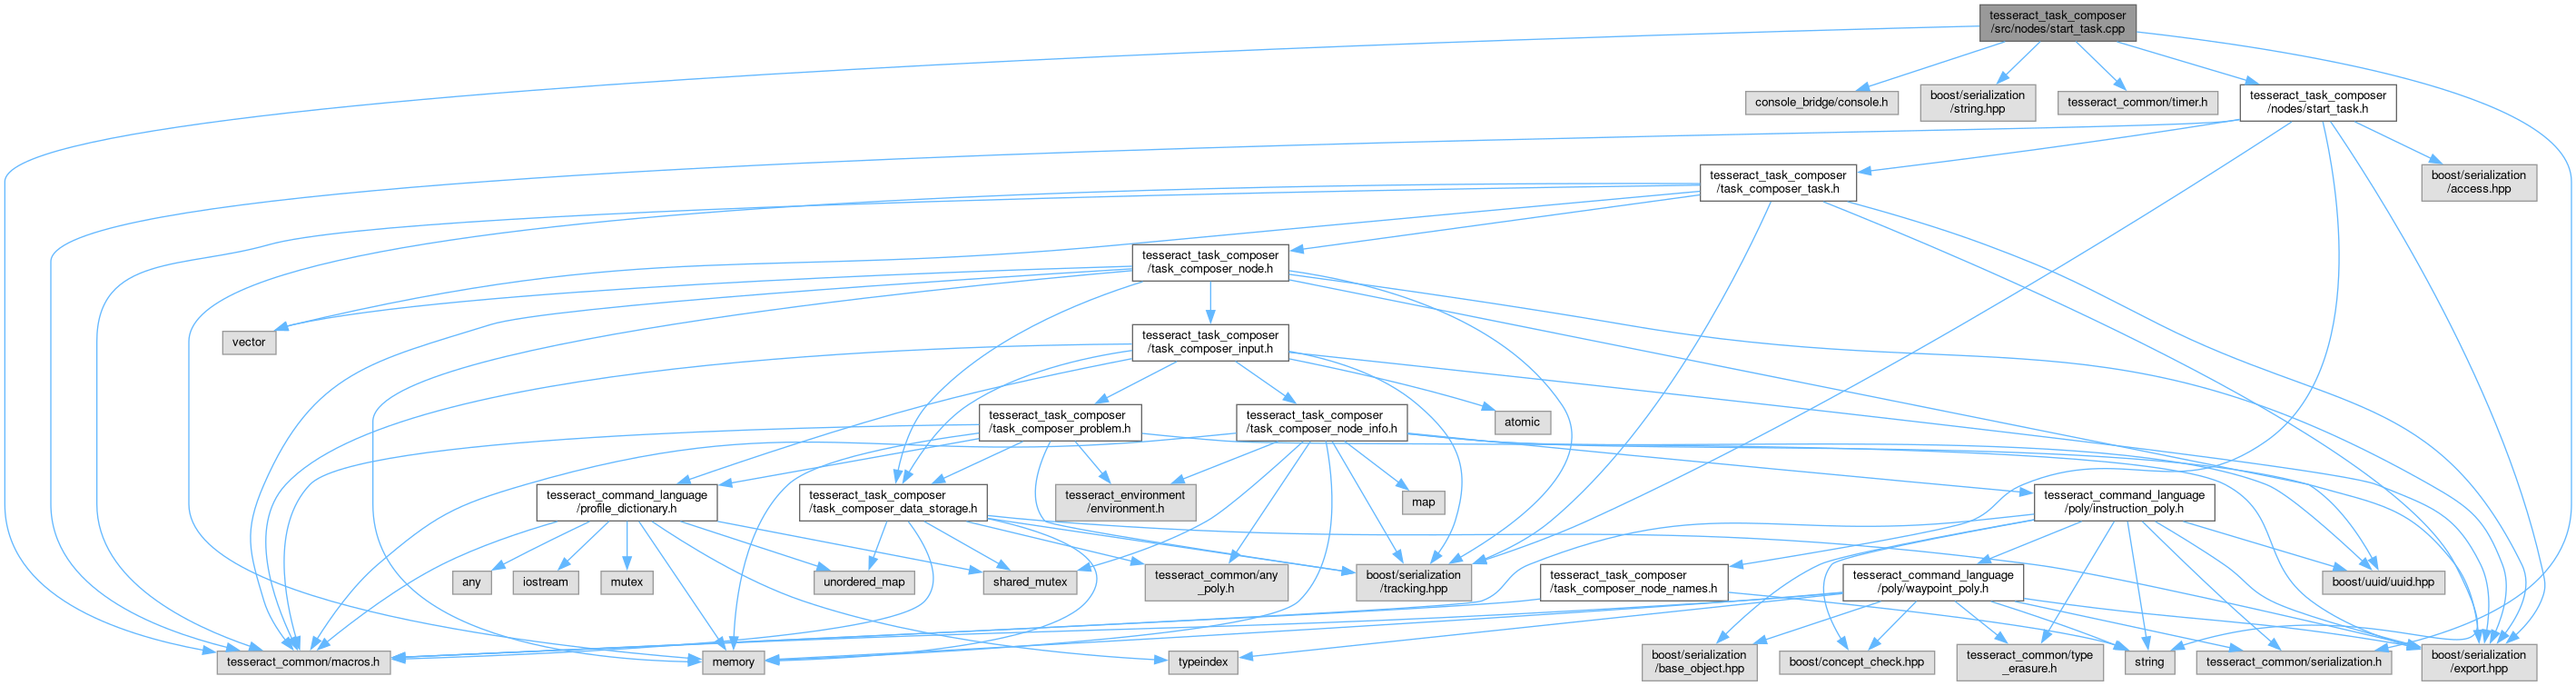 tesseract_task_composer
/src/nodes/start_task.cpp
console_bridge/console.h
boost/serialization
/string.hpp
tesseract_common/timer.h
tesseract_task_composer
/nodes/start_task.h
tesseract_task_composer
/task_composer_task.h
boost/serialization
/access.hpp
tesseract_task_composer
/task_composer_node.h
vector
tesseract_task_composer
/task_composer_input.h
tesseract_task_composer
/task_composer_problem.h
tesseract_task_composer
/task_composer_node_info.h
atomic
tesseract_command_language
/profile_dictionary.h
tesseract_task_composer
/task_composer_data_storage.h
tesseract_environment
/environment.h
map
tesseract_command_language
/poly/instruction_poly.h
any
iostream
mutex
unordered_map
shared_mutex
tesseract_common/any
_poly.h
boost/serialization
/tracking.hpp
tesseract_task_composer
/task_composer_node_names.h
tesseract_command_language
/poly/waypoint_poly.h
boost/uuid/uuid.hpp
tesseract_common/macros.h
memory
typeindex
boost/serialization
/base_object.hpp
boost/concept_check.hpp
tesseract_common/type
_erasure.h
string
tesseract_common/serialization.h
boost/serialization
/export.hpp